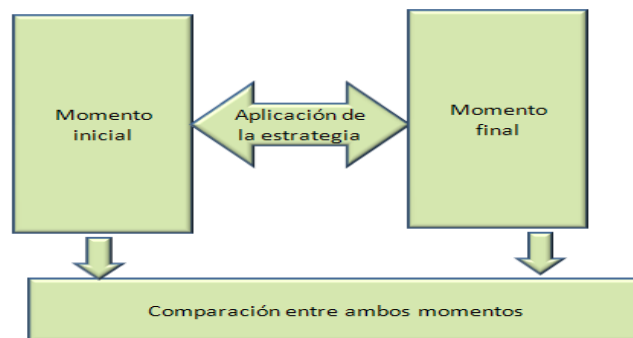 Momento
inicial
Aplicación de
la estrategia
Momento
final
Comparación entre ambos momentos